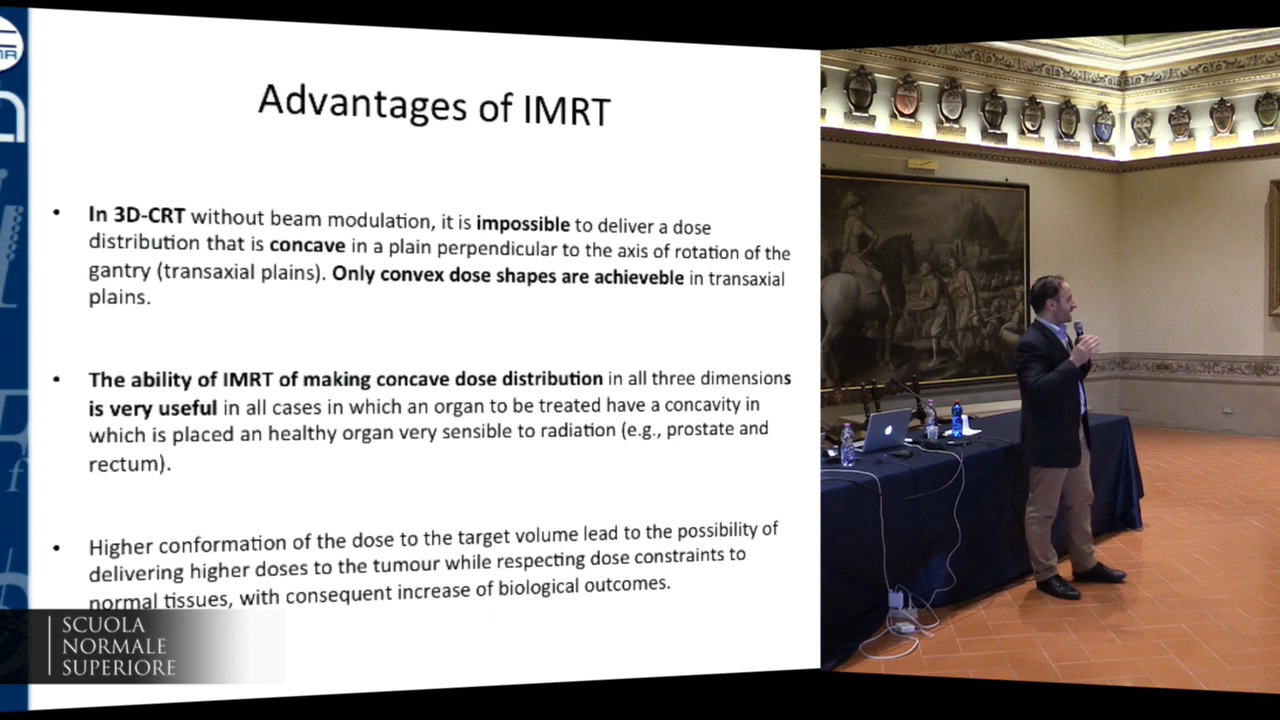 Advantages of IMRT
• In 3D-CRT without beam modulation, it is impossible to deliver a dose
distribution that is concave in a plain perpendicular to the axis of rotation of the
gantry (transaxial plains). Only convex dose shapes are achieveble in transaxial
plains.
• The ability of IMRT of making concave dose distribution in all three dimensions
is very useful in all cases in which an organ to be treated have a concavity in
which is placed an healthy organ very sensible to radiation (e.g., prostate and
rectum).
• Higher conformation of the dose to the target volume lead to the possibility of
delivering higher doses to the tumour while respecting dose constraints to
normal tissues, with consequent increase of biological outcomes.
SCUOLA
NORMALE
SUPERIORE